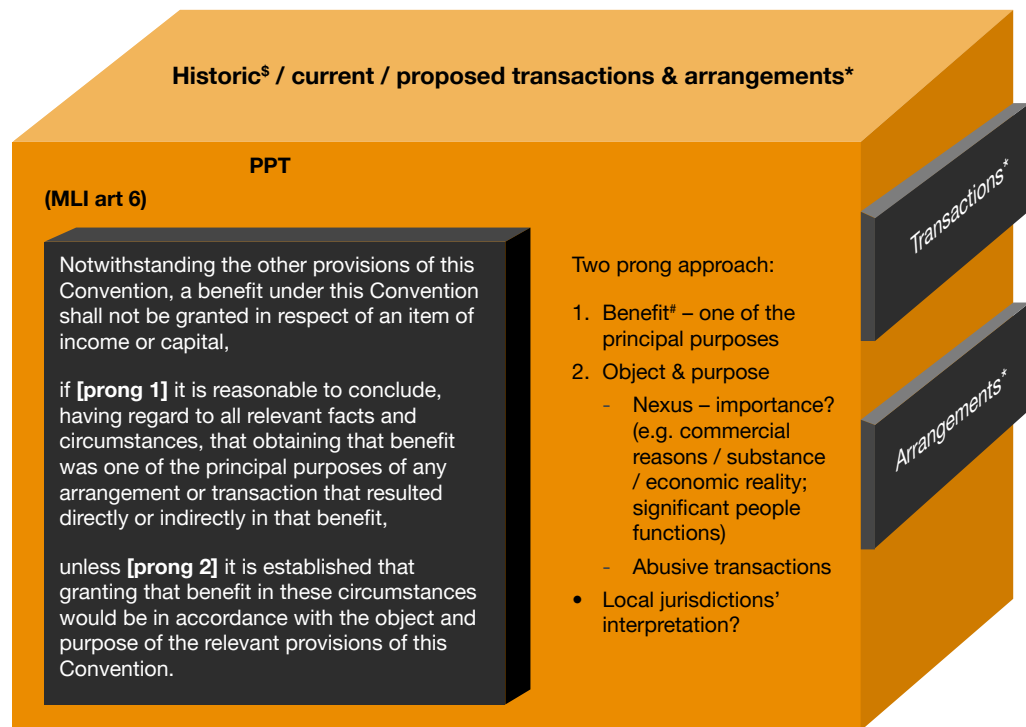 Historic$ / current / proposed transactions & arrangements*
PPT
(MLI art 6)
Notwithstanding the other provisions of this
Convention, a benefit under this Convention
shall not be granted in respect of an item of
income or capital,
if [prong 1] it is reasonable to conclude,
having regard to all relevant facts and
circumstances, that obtaining that benefit
was one of the principal purposes of any
arrangement or transaction that resulted
directly or indirectly in that benefit,
unless [prong 2] it is established that
granting that benefit in these circumstances
would be in accordance with the object and
purpose of the relevant provisions of this
Convention.
Two prong approach:
1. Benefit# – one of the
principal purposes
2. Object & purpose
- Nexus – importance?
(e.g. commercial
reasons / substance
/ economic reality;
significant people
functions)
- Abusive transactions
• Local jurisdictions’
interpretation?
Transactions*
Arrangements*